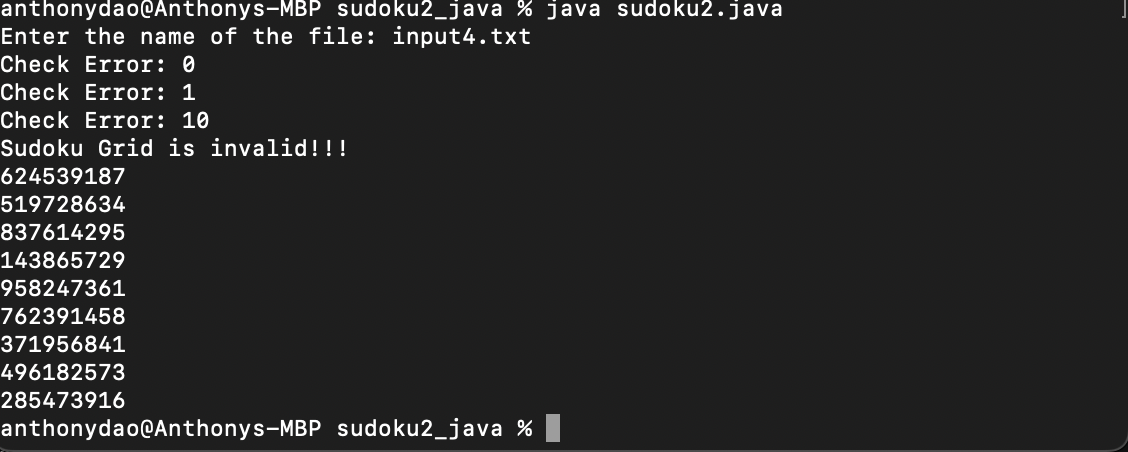 anthonydao@Anthonys-MBP sudoku2_java % java sudoku2.java
Enter the name of the file: input4.txt
Check Error: 0
Check Error: 1
Check Error: 10
Sudoku Grid is invalid!!!
624539187
519728634
837614295
143865729
958247361
762391458
371956841
496182573
285473916
anthonydao@Anthonys-MBP sudoku2_java %